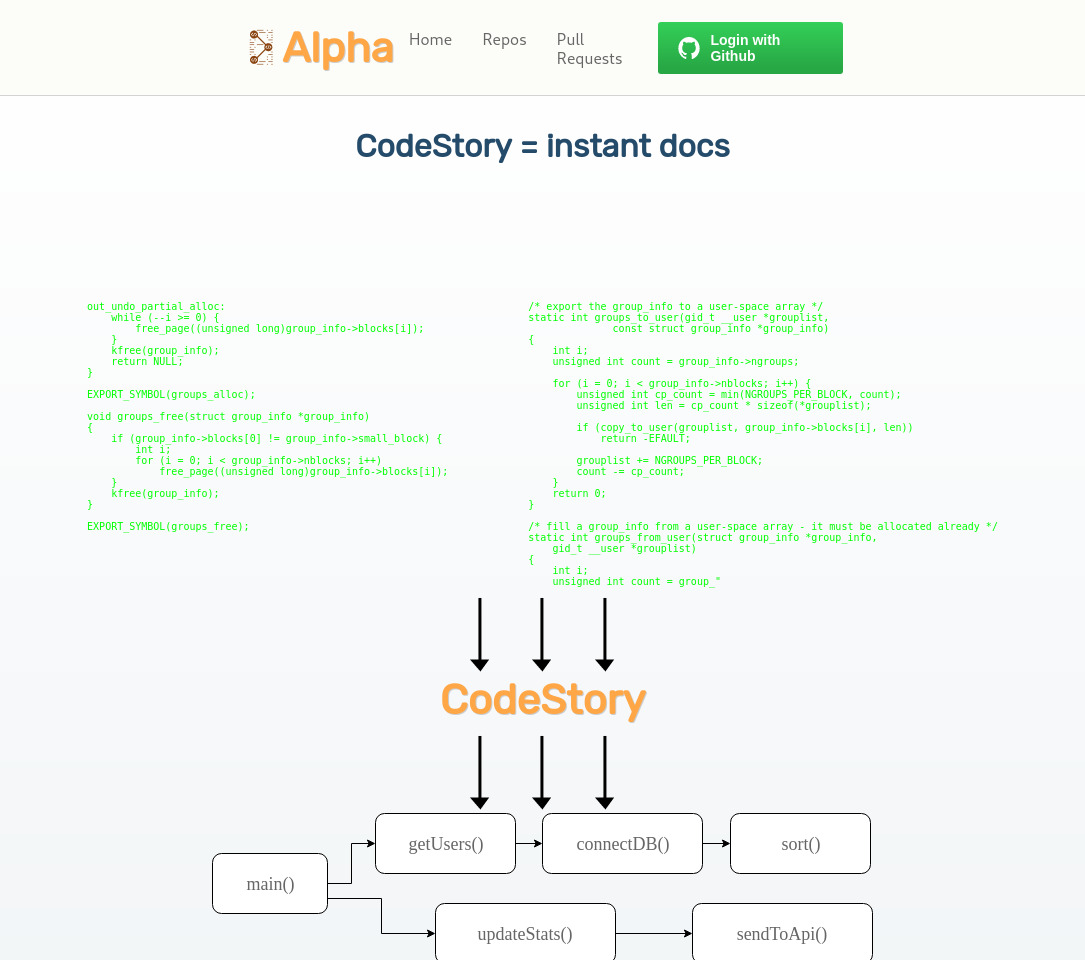 Alpha
Home
Repos
Pull
Requests
Login with
Github
CodeStory = instant docs
out_undo_partial_alloc:
    while (--i >= 0) {
        free_page((unsigned long)group_info->blocks[i]);
    }
    kfree(group_info);
    return NULL;
}
EXPORT_SYMBOL(groups_alloc);
void groups_free(struct group_info *group_info)
{
    if (group_info->blocks[0] != group_info->small_block) {
        int i;
        for (i = 0; i < group_info->nblocks; i++)
            free_page((unsigned long)group_info->blocks[i]);
    }
    kfree(group_info);
}
EXPORT_SYMBOL(groups_free);
/* export the group_info to a user-space array */
static int groups_to_user(gid_t __user *grouplist,
              const struct group_info *group_info)
{
    int i;
    unsigned int count = group_info->ngroups;
    for (i = 0; i < group_info->nblocks; i++) {
        unsigned int cp_count = min(NGROUPS_PER_BLOCK, count);
        unsigned int len = cp_count * sizeof(*grouplist);
        if (copy_to_user(grouplist, group_info->blocks[i], len))
            return -EFAULT;
        grouplist += NGROUPS_PER_BLOCK;
        count -= cp_count;
    }
    return 0;
}
/* fill a group_info from a user-space array - it must be allocated already */
static int groups_from_user(struct group_info *group_info,
    gid_t __user *grouplist)
{
    int i;
    unsigned int count = group_"
CodeStory
getUsers()
connectDB()
sort()
main()
updateStats()
sendToApi()